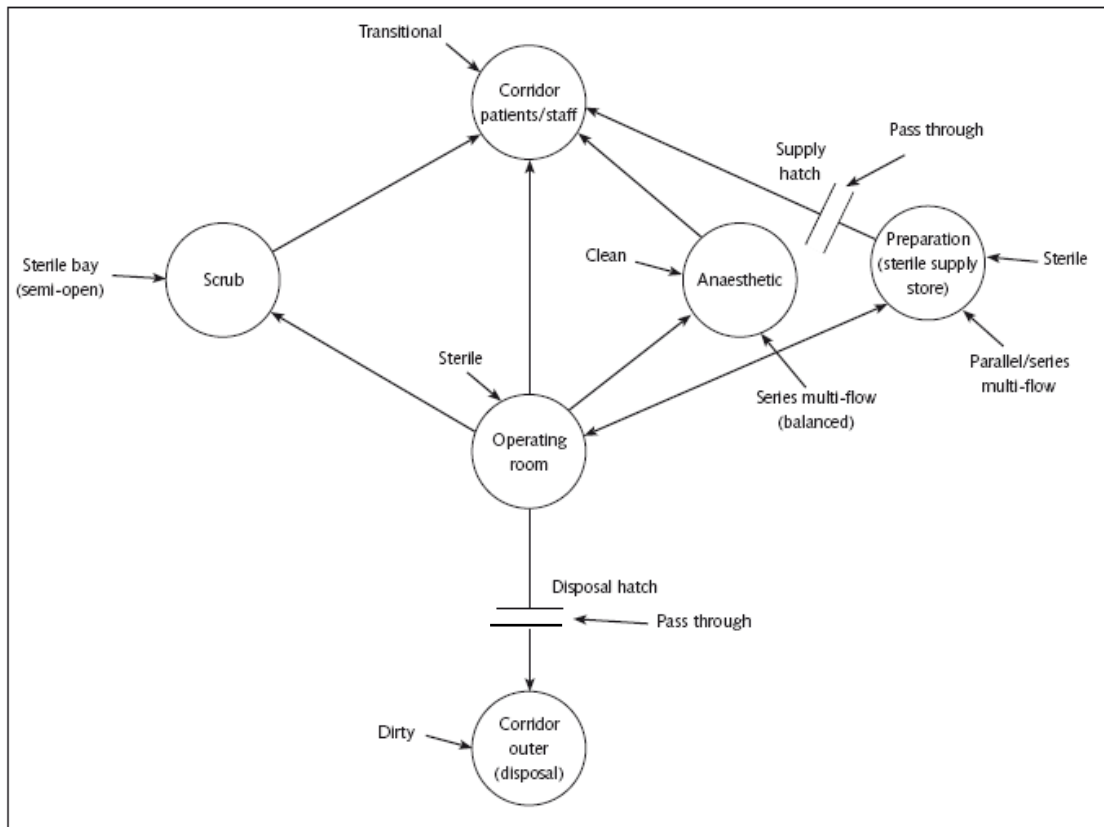 Transitional
Corridor
patients/staff
Pass through
Supply
hatch
Sterile bay
(semi-open)
Scrub
Clean
Anaesthetic
Preparation
(sterile supply
store)
Sterile
Sterile
Parallel/series
multi-flow
Series multi-flow
(balanced)
Operating
room
Disposal hatch
Pass through
Dirty
Corridor
outer
(disposal)